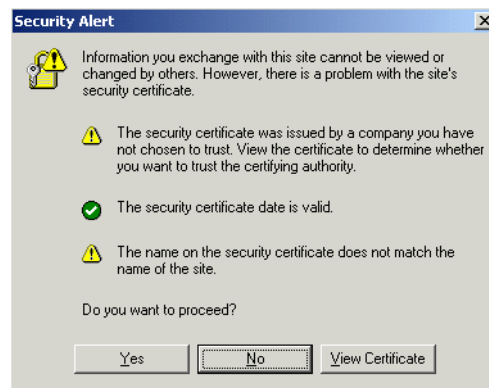 Security Alert
Information you exchange with this site cannot be viewed or
changed by others. However, there is a problem with the site's
security certificate.
The security certificate was issued by a company you have
not chosen to trust. View the certificate to determine whether
you want to trust the certifying authority.
The security certificate date is valid.
The name on the security certificate does not match the
name of the site.
Do you want to proceed?
Yes No View Certificate